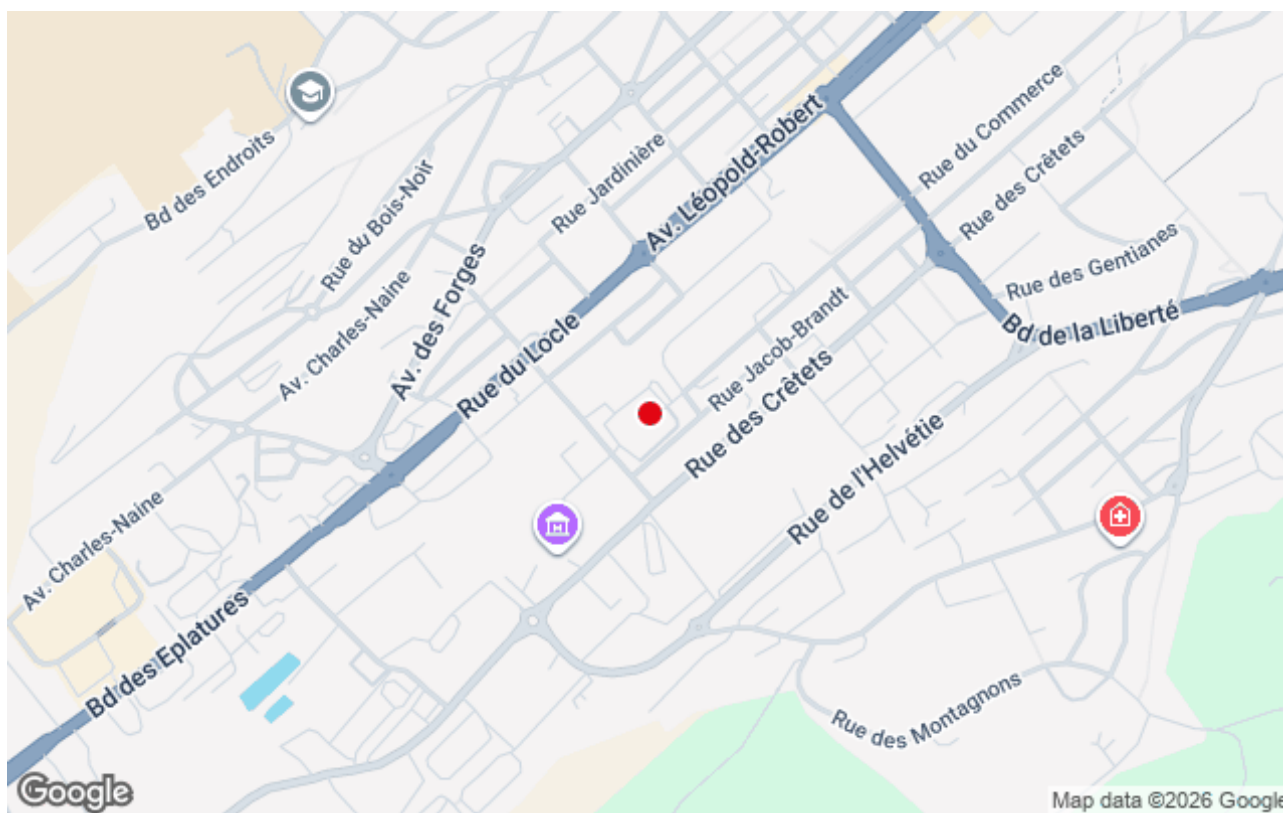 Rue du Commerce
Av. Léopold-Robert
Rue des Crêtets
Bd des Endroits
Rue du Bois-Noir
Rue Jardinière
Rue des Gentianes
Av. Charles-Naine
Av. des Forges
Rue du Locle
Rue Jacob-Brandt
Bd de la Liberté
Rue des Crêtets
Rue de l'Helvétie
Av. Charles-Naine
Bd des Eplatures
Rue des Montagnons
Google
Map data ©2026 Google